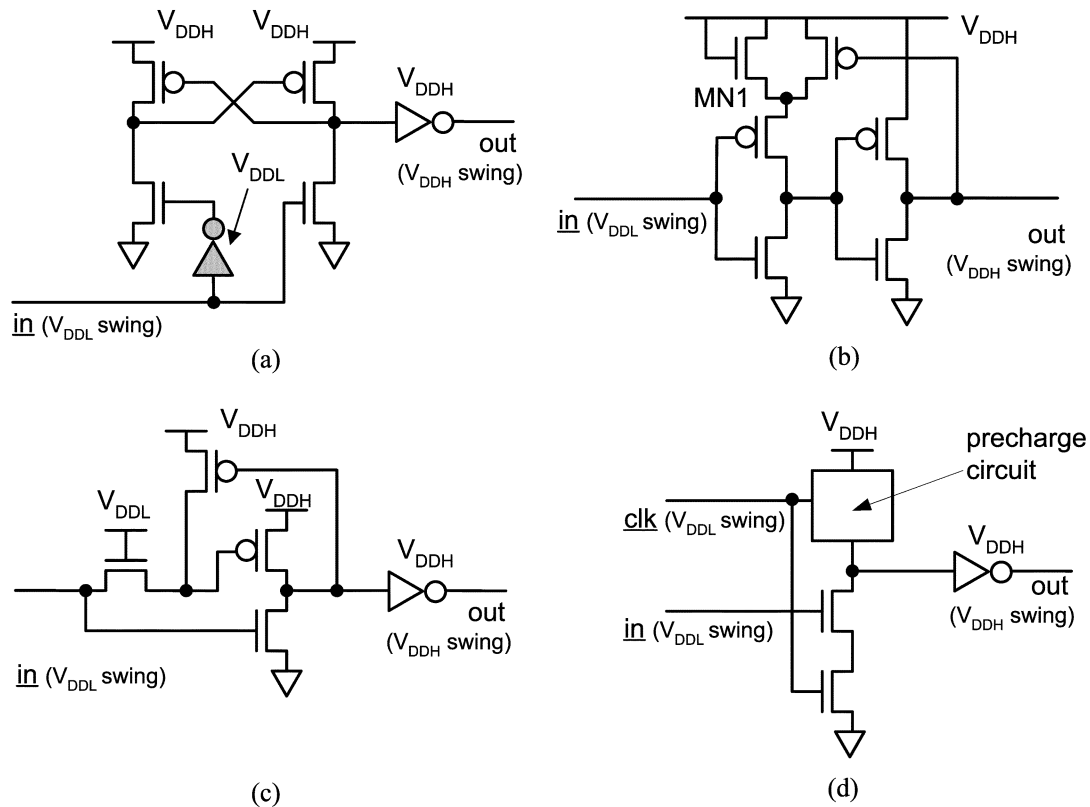 VDDH VDDH
VDDH
VDDL
out
(VDDH swing)
in (VDDL swing)
(a)
VDDH
MN1
in (VDDL swing)
out
(VDDH swing)
(b)
VDDH
VDDL
VDDH
VDDH
out
(VDDH swing)
in (VDDL swing)
(c)
VDDH
precharge
circuit
clk (VDDL swing)
VDDH
out
(VDDH swing)
in (VDDL swing)
(d)